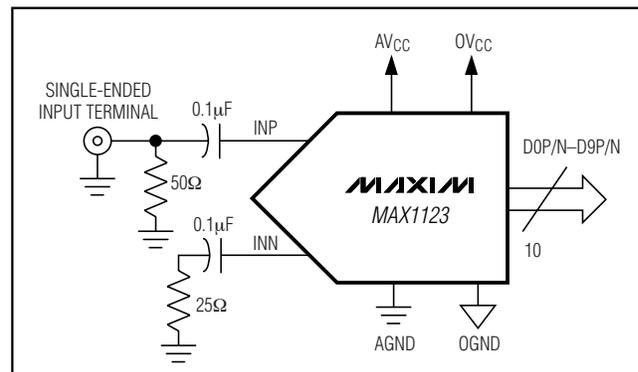 AVCC
OVCC
SINGLE-ENDED
INPUT TERMINAL
0.1μF
INP
D0P/N–D9P/N
50Ω
MAXIM
MAX1123
0.1μF
INN
10
25Ω
AGND
OGND